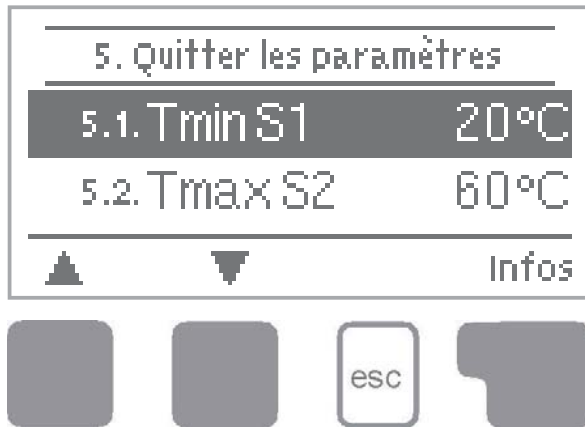 5. Quitter les paramètres
5.1. Tmin S1 20°C
5.2. Tmax S2 60°C
Infos
esc